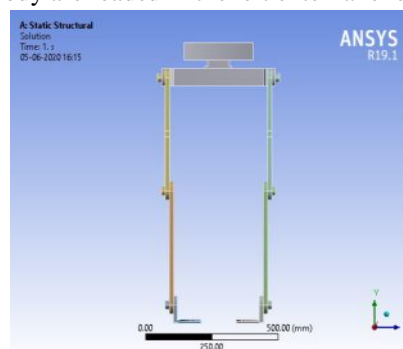 A: Static Structural
Solution
Time: 1. s
05-06-2020 16:15
ANSYS
R19.1
Y
0.00
500.00 (mm)
250.00